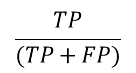 TP
(TP + FP)